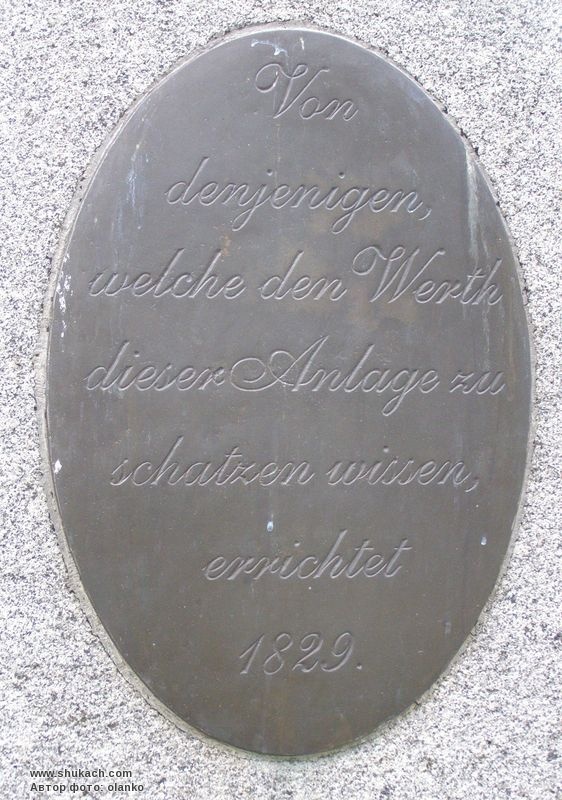 Von
denjenigen,
welche den Werth
dieser Anlage zu
schatzen wissen,
errichtet
1829.
www.shukach.com
Автор фото: olanko